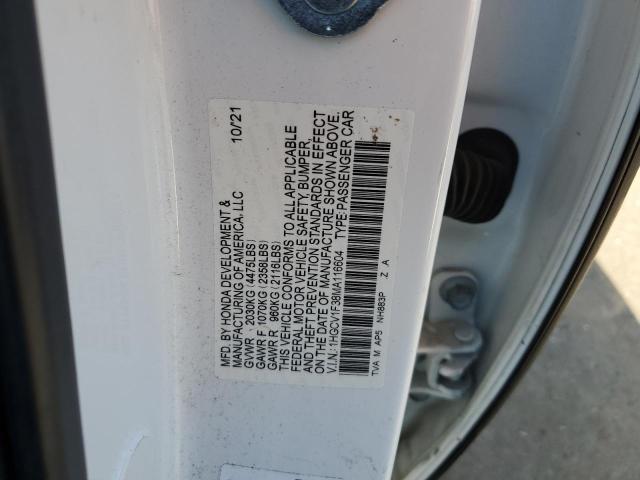 MFD. BY HONDA DEVELOPMENT & 10/21
MANUFACTURING OF AMERICA, LLC
GVWR 2030KG(4475LBS)
GAWR F 1070KG(2358LBS)
GAWR R 960KG(2116LBS)
THIS VEHICLE CONFORMS TO ALL APPLICABLE
FEDERAL MOTOR VEHICLE SAFETY, BUMPER,
AND THEFT PREVENTION STANDARDS IN EFFECT
ON THE DATE OF MANUFACTURE SHOWN ABOVE.
V.I.N.:1HGCV1F38MA116604 TYPE:PASSENGER CAR
TVA M AP5 NH883P Z A